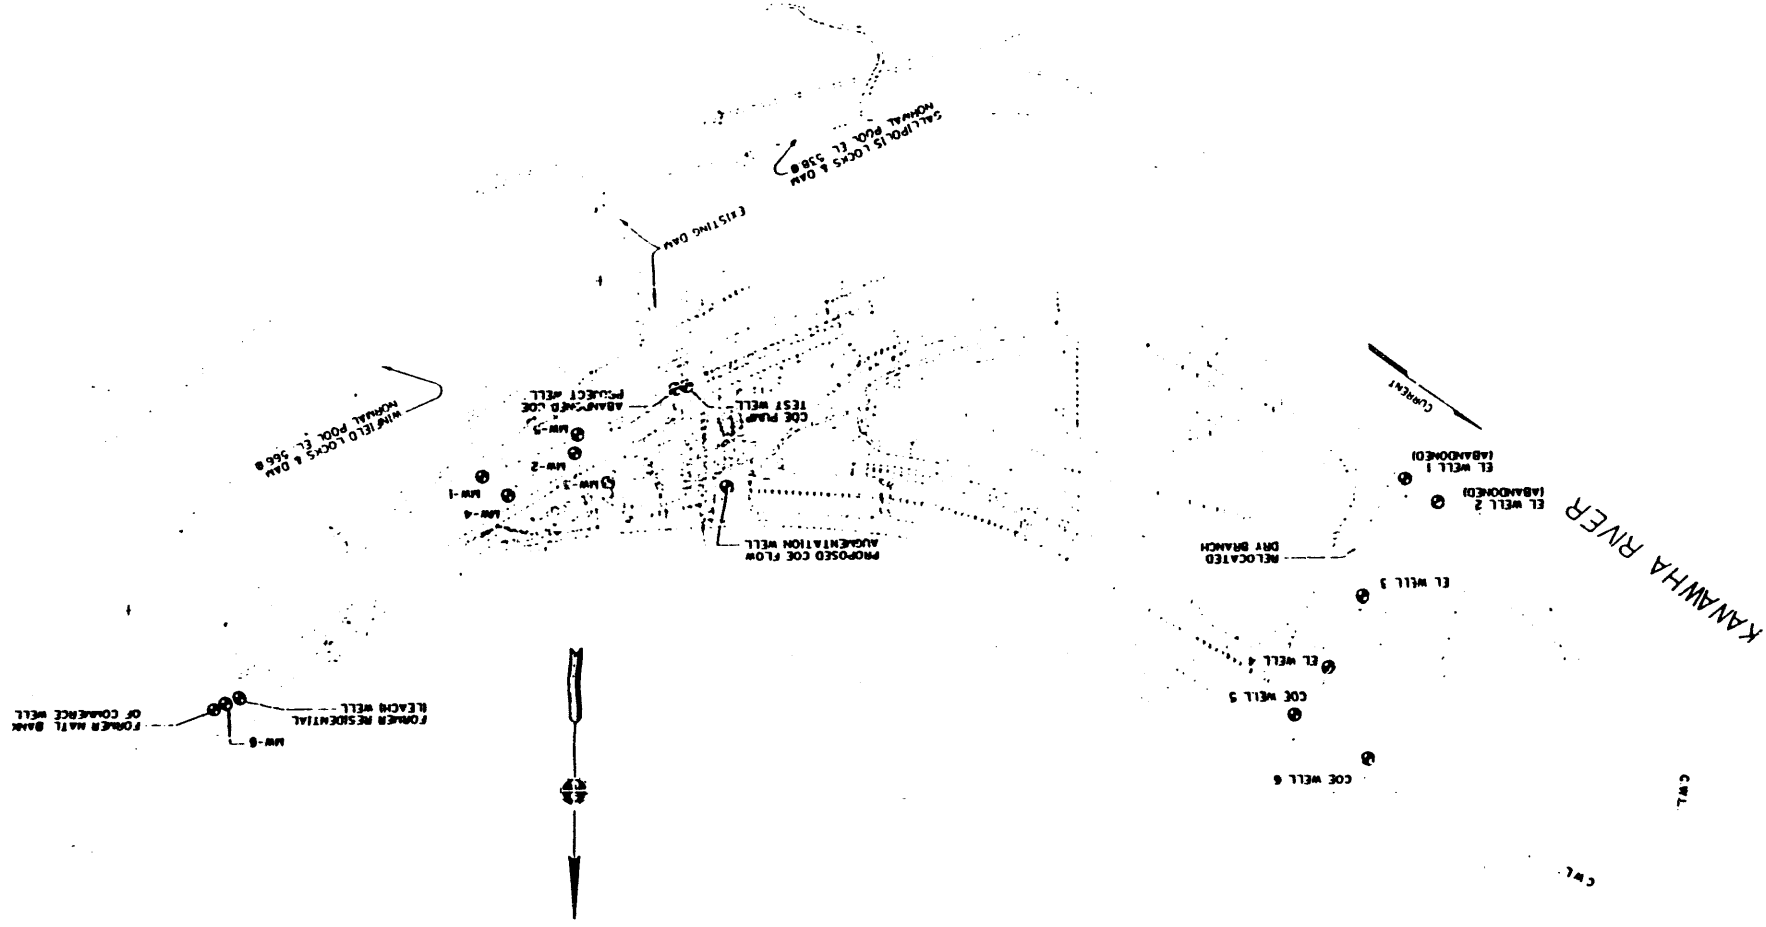 KANAWHA RIVER
CURRENT
CWL
CWL
COE WELL 6
COE WELL 5
EL WELL 4
EL WELL 3
RELOCATED
DRY BRANCH
EL WELL 2
(ABANDONED)
EL WELL 1
(ABANDONED)
PROPOSED COE FLOW
AUGMENTATION WELL
COE PUMP
TEST WELL
ABANDONED COE
PROJECT WELL
MW-6
FORMER RESIDENTIAL
(LEACH) WELL
FORMER NATL BANK
OF COMMERCE WELL
MW-4
MW-1
MW-3
MW-2
MW-5
WINFIELD LOCKS & DAM
NORMAL POOL EL 566.0
EXISTING DAM
GALLIPOLIS LOCKS & DAM
NORMAL POOL EL 538.0